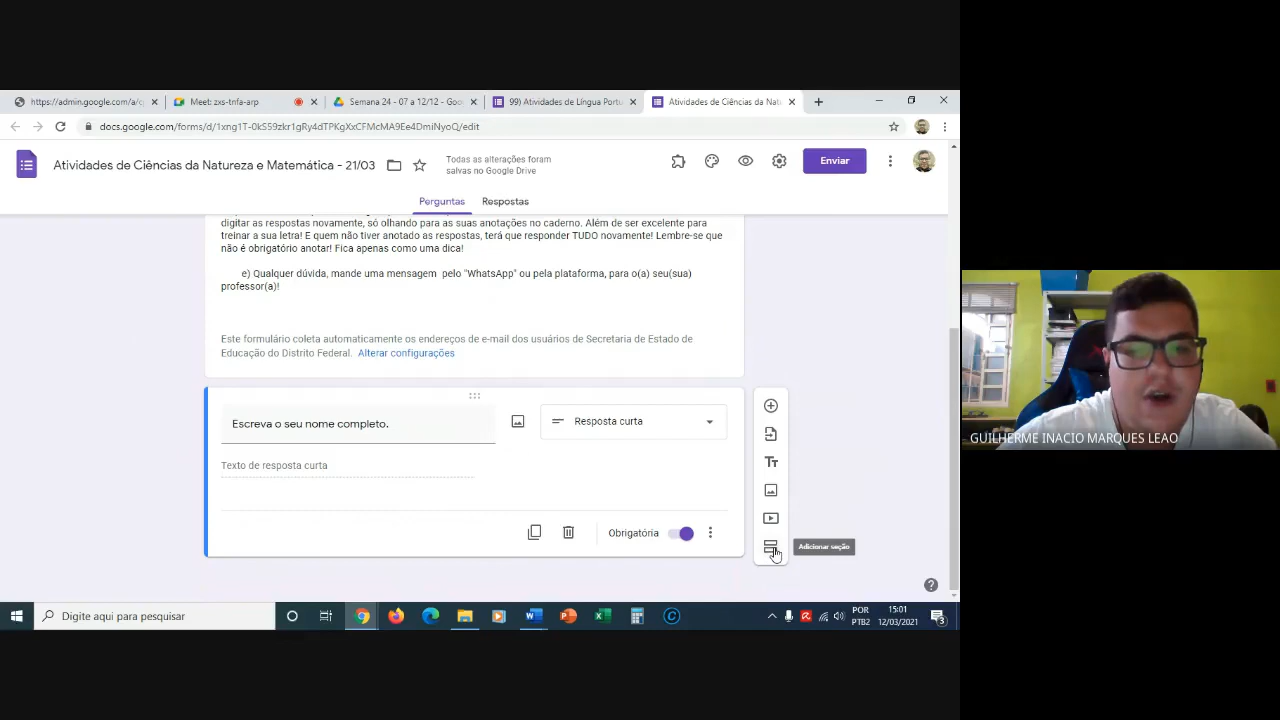 https://admin.google.com/a/c
Meet: zxs-tnfa-arp
Semana 24 - 07 a 12/12 - Goo
99) Atividades de Língua Portu
Atividades de Ciências da Natu
docs.google.com/forms/d/1xng1T-0kS59zkr1gRy4dTPKgXxCFMcMA9Ee4DmiNyoQ/edit
Atividades de Ciências da Natureza e Matemática - 21/03
Todas as alterações foram
salvas no Google Drive
Enviar
Perguntas
Respostas
digitar as respostas novamente, só olhando para as suas anotações no caderno. Além de ser excelente para
treinar a sua letra! E quem não tiver anotado as respostas, terá que responder TUDO novamente! Lembre-se que
não é obrigatório anotar! Fica apenas como uma dica!
e) Qualquer dúvida, mande uma mensagem pelo "WhatsApp" ou pela plataforma, para o(a) seu(sua)
professor(a)!
Este formulário coleta automaticamente os endereços de e-mail dos usuários de Secretaria de Estado de
Educação do Distrito Federal. Alterar configurações
Escreva o seu nome completo.
Resposta curta
Texto de resposta curta
Obrigatória
Adicionar seção
GUILHERME INACIO MARQUES LEAO
Digite aqui para pesquisar
POR
PTB2
15:01
12/03/2021
3